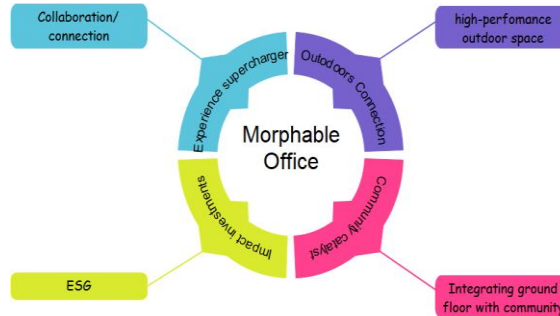 Collaboration/
connection
high-perfomance
outdoor space
Experience supercharger
Outodoors Connection
Morphable
Office
Impact investments
Community catalyst
ESG
Integrating ground
floor with community